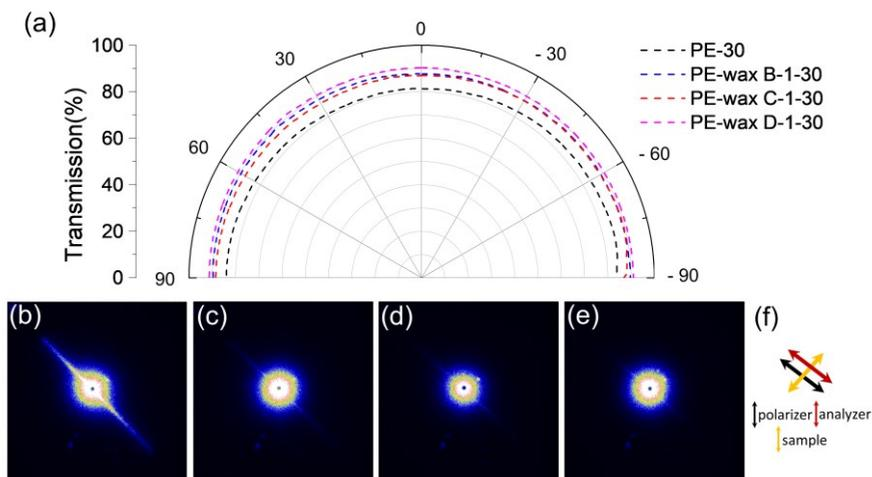 (a)
0
30
- 30
60
- 60
90
- 90
100
80
60
40
20
0
Transmission(%)
PE-30
PE-wax B-1-30
PE-wax C-1-30
PE-wax D-1-30
(b)
(c)
(d)
(e)
(f)
polarizer
analyzer
sample